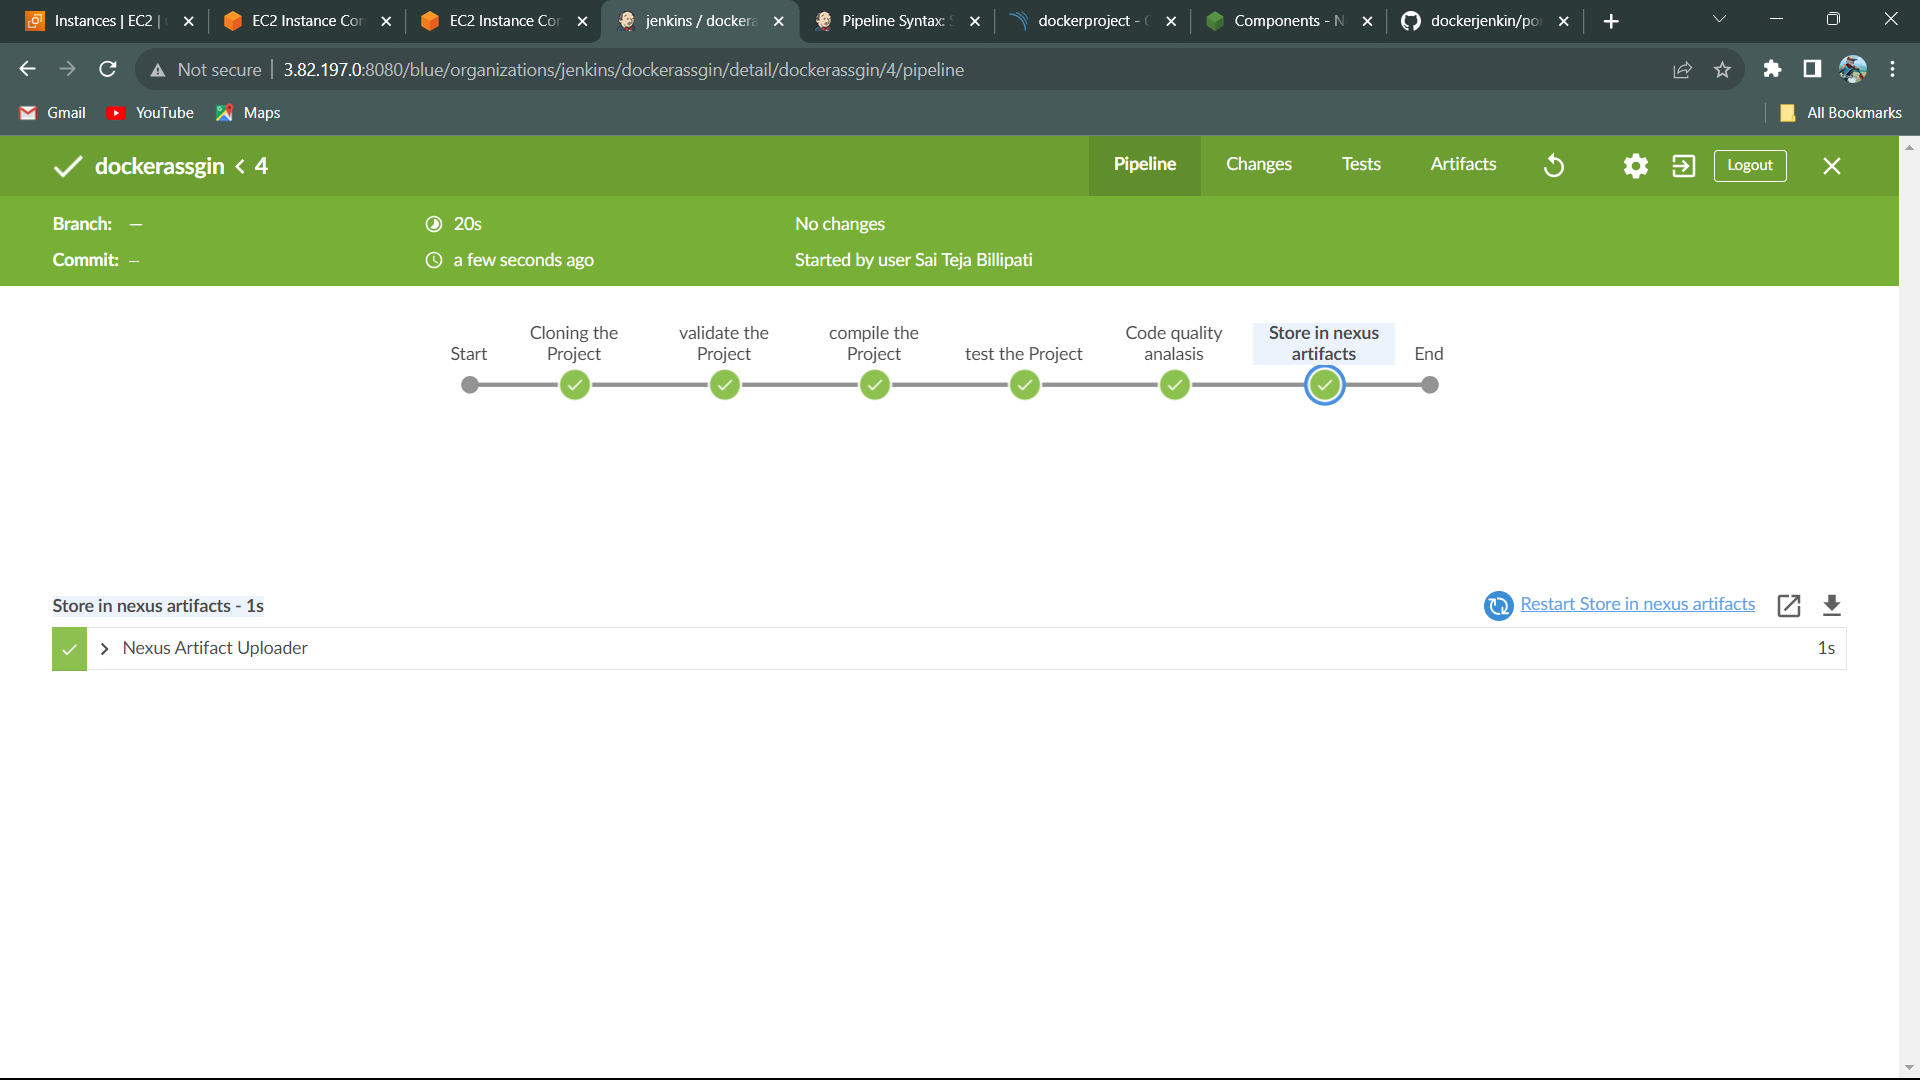 Instances | EC2 |
EC2 Instance Con
EC2 Instance Con
jenkins / dockera
Pipeline Syntax: S
dockerproject - C
Components - N
dockerjenkin/po
Not secure
3.82.197.0:8080/blue/organizations/jenkins/dockerassgin/detail/dockerassgin/4/pipeline
Gmail
YouTube
Maps
All Bookmarks
dockerassgin < 4
Pipeline
Changes
Tests
Artifacts
Logout
Branch: —
20s
No changes
Commit: —
a few seconds ago
Started by user Sai Teja Billipati
Start
Cloning the
Project
validate the
Project
compile the
Project
test the Project
Code quality
analasis
Store in nexus
artifacts
End
Store in nexus artifacts - 1s
Restart Store in nexus artifacts
Nexus Artifact Uploader
1s